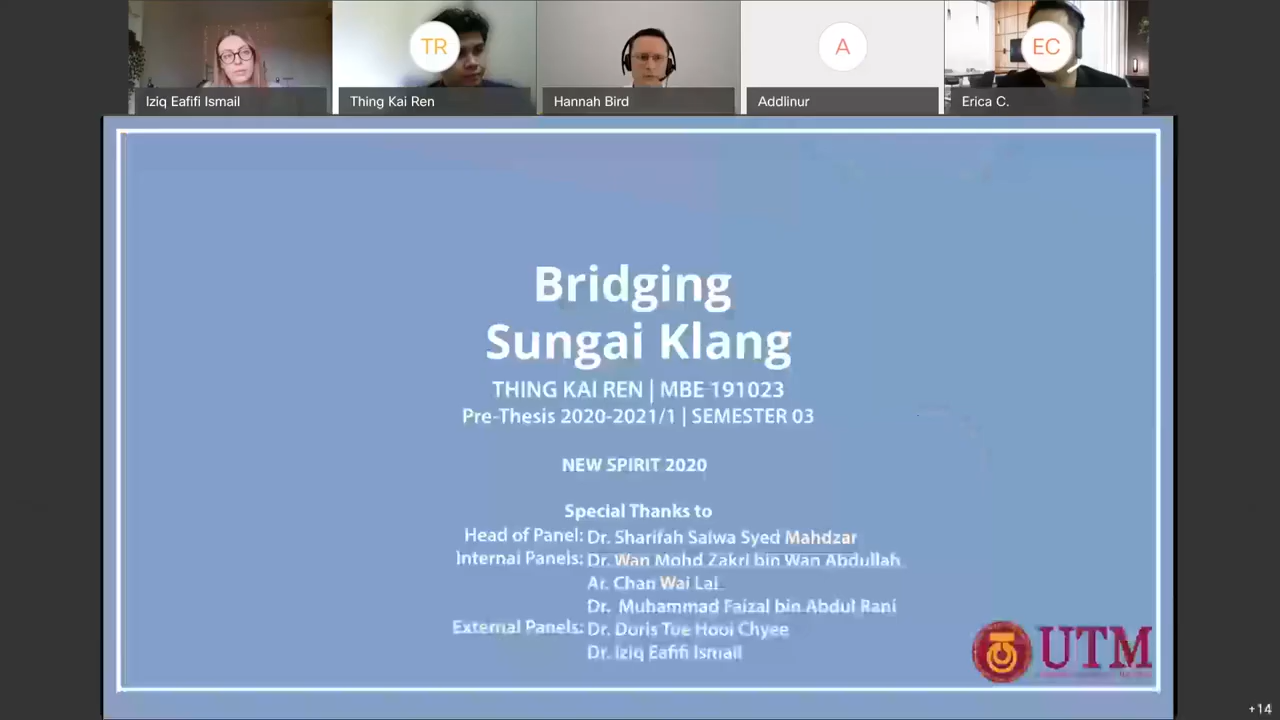 TR
A
EC
Iziq Eafifi Ismail
Thing Kai Ren
Hannah Bird
Addlinur
Erica C.
Bridging
Sungai Klang
THING KAI REN | MBE 191023
Pre-Thesis 2020-2021/1 | SEMESTER 03
NEW SPIRIT 2020
Special Thanks to
Head of Panel: Dr. Sharifah Salwa Syed Mahdzar
Internal Panels: Dr. Wan Mohd Zakri bin Wan Abdullah
Ar. Chan Wai Lai
Dr. Muhammad Faizal bin Abdul Rani
External Panels: Dr. Doris Toe Hooi Chyee
Dr. Iziq Eafifi Ismail
UTM
+14